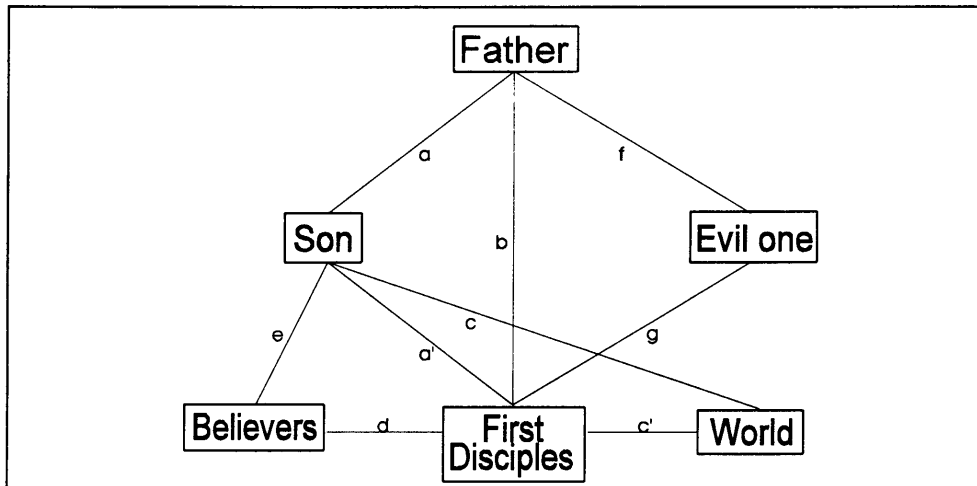 Father
a
f
Son
b
Evil one
e
c
a'
g
Believers
d
First
Disciples
c'
World